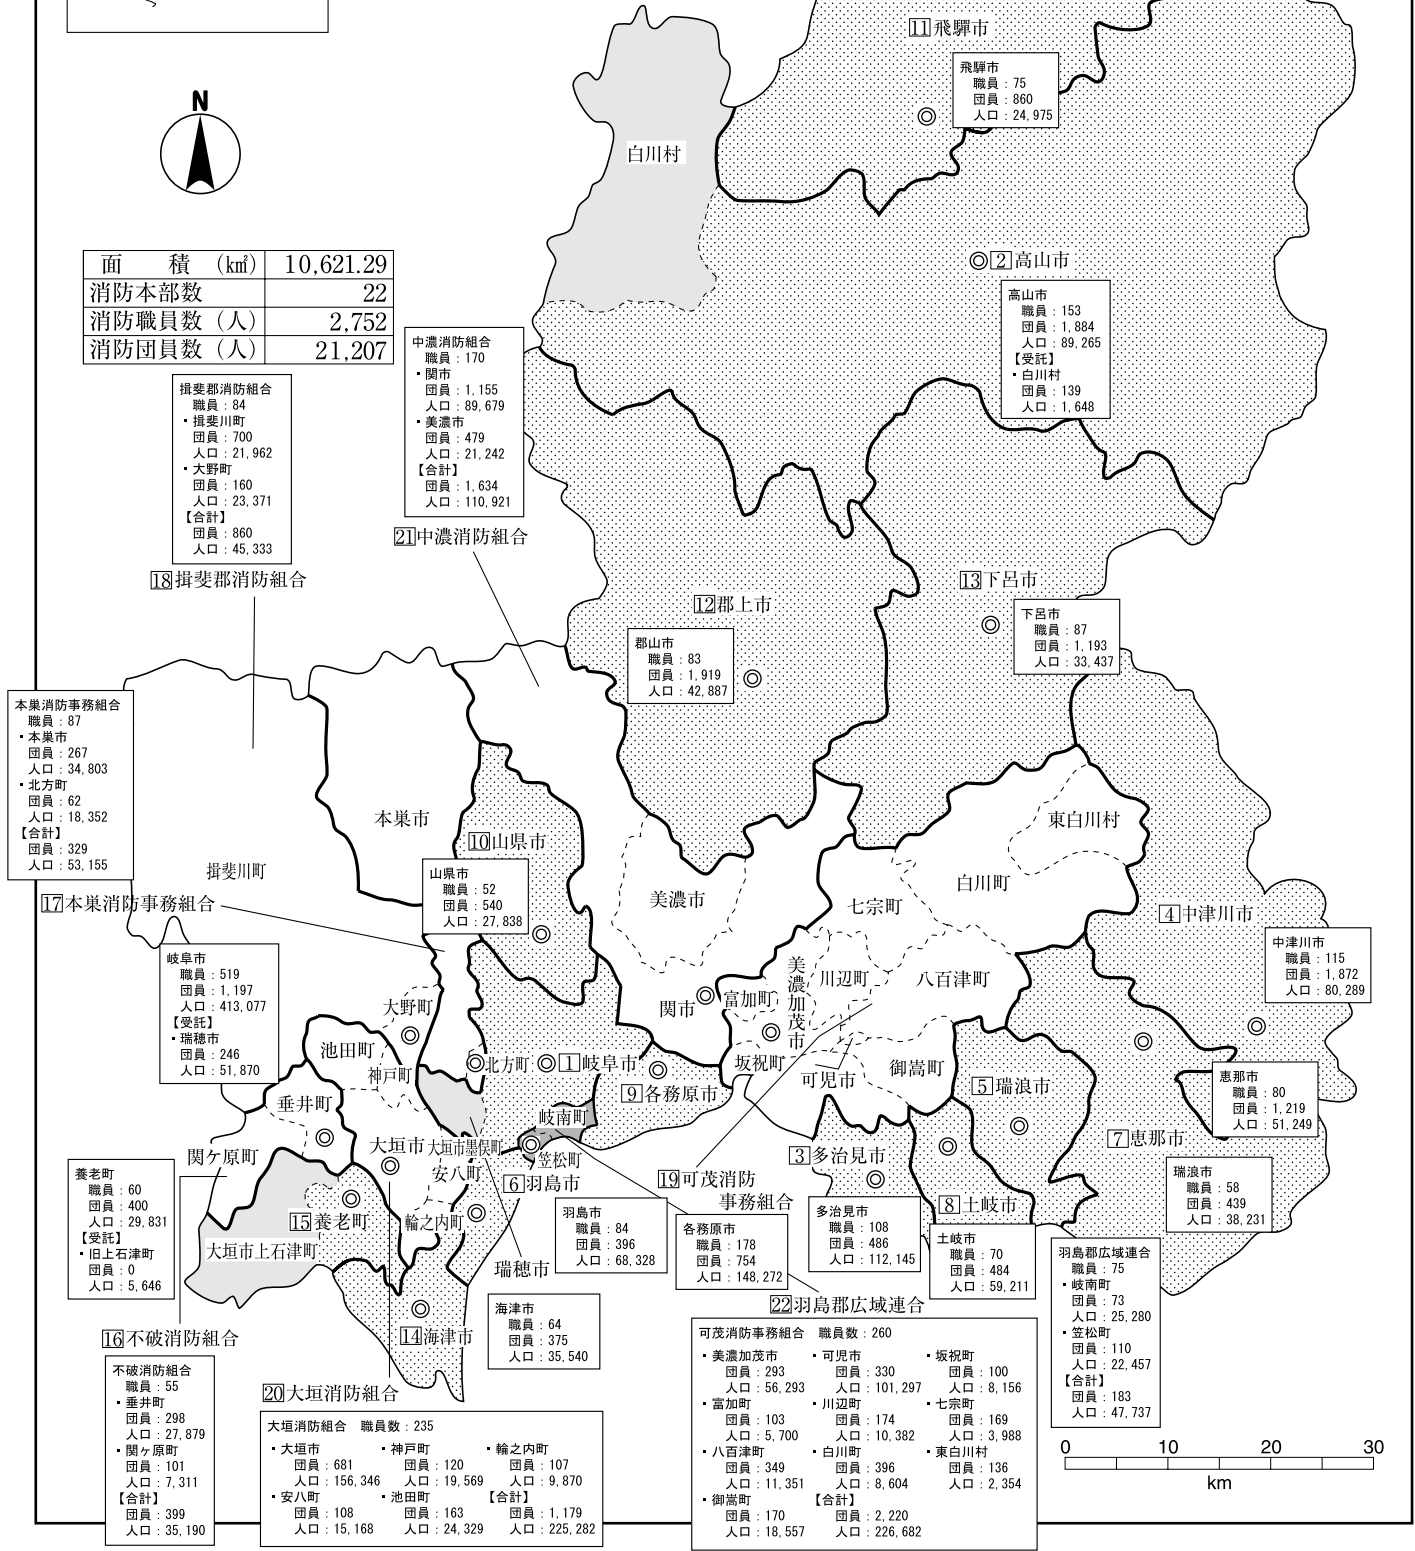 11飛驒市
飛驒市
職員：75
団員：860
人口：24,975
N
白川村
面　積（㎢） 10,621.29
消防本部数 22
消防職員数（人） 2,752
消防団員数（人） 21,207
◎2高山市
高山市
職員：153
団員：1,884
人口：89,265
【受託】
・白川村
団員：139
人口：1,648
中濃消防組合
職員：170
・関市
団員：1,155
人口：89,679
・美濃市
団員：479
人口：21,242
【合計】
団員：1,634
人口：110,921
21中濃消防組合
揖斐郡消防組合
職員：84
・揖斐川町
団員：700
人口：21,962
・大野町
団員：160
人口：23,371
【合計】
団員：860
人口：45,333
18揖斐郡消防組合
12郡上市
郡山市
職員：83
団員：1,919
人口：42,887
13下呂市
下呂市
職員：87
団員：1,193
人口：33,437
本巣消防事務組合
職員：87
・本巣市
団員：267
人口：34,803
・北方町
団員：62
人口：18,352
【合計】
団員：329
人口：53,155
17本巣消防事務組合
揖斐川町
本巣市
10山県市
山県市
職員：52
団員：540
人口：27,838
美濃市
七宗町
白川町
東白川村
4中津川市
中津川市
職員：115
団員：1,872
人口：80,289
岐阜市
職員：519
団員：1,197
人口：413,077
【受託】
・瑞穂市
団員：246
人口：51,870
大野町
池田町
神戸町
北方町
1岐阜市
関市
富加町
美濃加茂市
川辺町
八百津町
坂祝町
可児市
御嵩町
9各務原市
5瑞浪市
恵那市
職員：80
団員：1,219
人口：51,249
7恵那市
瑞浪市
職員：58
団員：439
人口：38,231
垂井町
関ケ原町
大垣市
大垣市墨俣町
岐南町
笠松町
安八町
6羽島市
19可茂消防
事務組合
3多治見市
8土岐市
養老町
職員：60
団員：400
人口：29,831
【受託】
・旧上石津町
団員：0
人口：5,646
15養老町
大垣市上石津町
輪之内町
瑞穂市
羽島市
職員：84
団員：396
人口：68,328
各務原市
職員：178
団員：754
人口：148,272
多治見市
職員：108
団員：486
人口：112,145
土岐市
職員：70
団員：484
人口：59,211
羽島郡広域連合
職員：75
・岐南町
団員：73
人口：25,280
・笠松町
団員：110
人口：22,457
【合計】
団員：183
人口：47,737
22羽島郡広域連合
海津市
職員：64
団員：375
人口：35,540
14海津市
16不破消防組合
不破消防組合
職員：55
・垂井町
団員：298
人口：27,879
・関ヶ原町
団員：101
人口：7,311
【合計】
団員：399
人口：35,190
20大垣消防組合
大垣消防組合　職員数：235
・大垣市 ・神戸町 ・輪之内町
団員：681 団員：120 団員：107
人口：156,346 人口：19,569 人口：9,870
・安八町 ・池田町 【合計】
団員：108 団員：163 団員：1,179
人口：15,168 人口：24,329 人口：225,282
可茂消防事務組合　職員数：260
・美濃加茂市 ・可児市 ・坂祝町
団員：293 団員：330 団員：100
人口：56,293 人口：101,297 人口：8,156
・富加町 ・川辺町 ・七宗町
団員：103 団員：174 団員：169
人口：5,700 人口：10,382 人口：3,988
・八百津町 ・白川町 ・東白川村
団員：349 団員：396 団員：136
人口：11,351 人口：8,604 人口：2,354
・御嵩町 【合計】
団員：170 団員：2,220
人口：18,557 人口：226,682
0 10 20 30
km